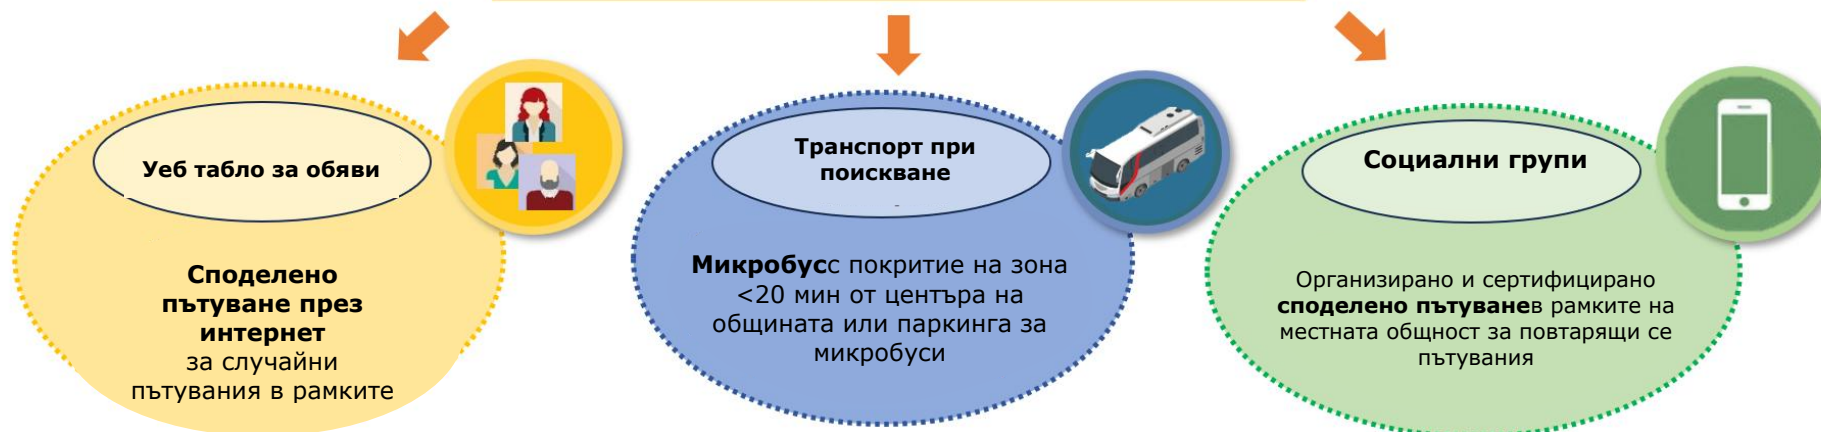 Уеб табло за обяви
Споделено
пътуване през
интернет
за случайни
пътувания в рамките
Транспорт при
поискване
Микробусс покритие на зона
<20 мин от центъра на
общината или паркинга за
микробуси
Социални групи
Организирано и сертифицирано
споделено пътуванев рамките на
местната общност за повтарящи се
пътувания